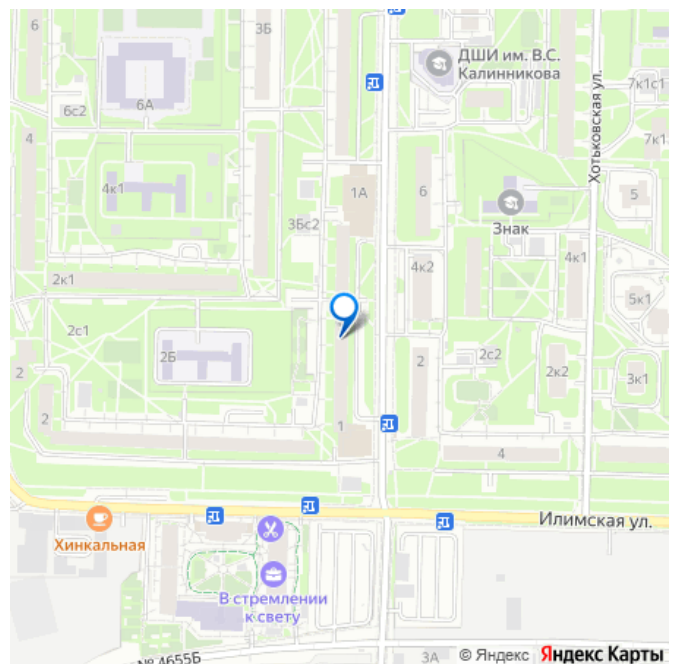 6
3Б
ДШИ им. В.С.
Калинникова
Хотьковская ул.
7к1с1
6А
6с2
4
7к1
4к1
1А
6
5
3Бс2
Знак
4к2
4к1
2к1
5к1
2с1
2Б
2
2с2
2к2
3к1
2
2
1
4
Илимская ул.
Хинкальная
В стремлении
к свету
№ 4655Б
3А
© Яндекс Яндекс Карты